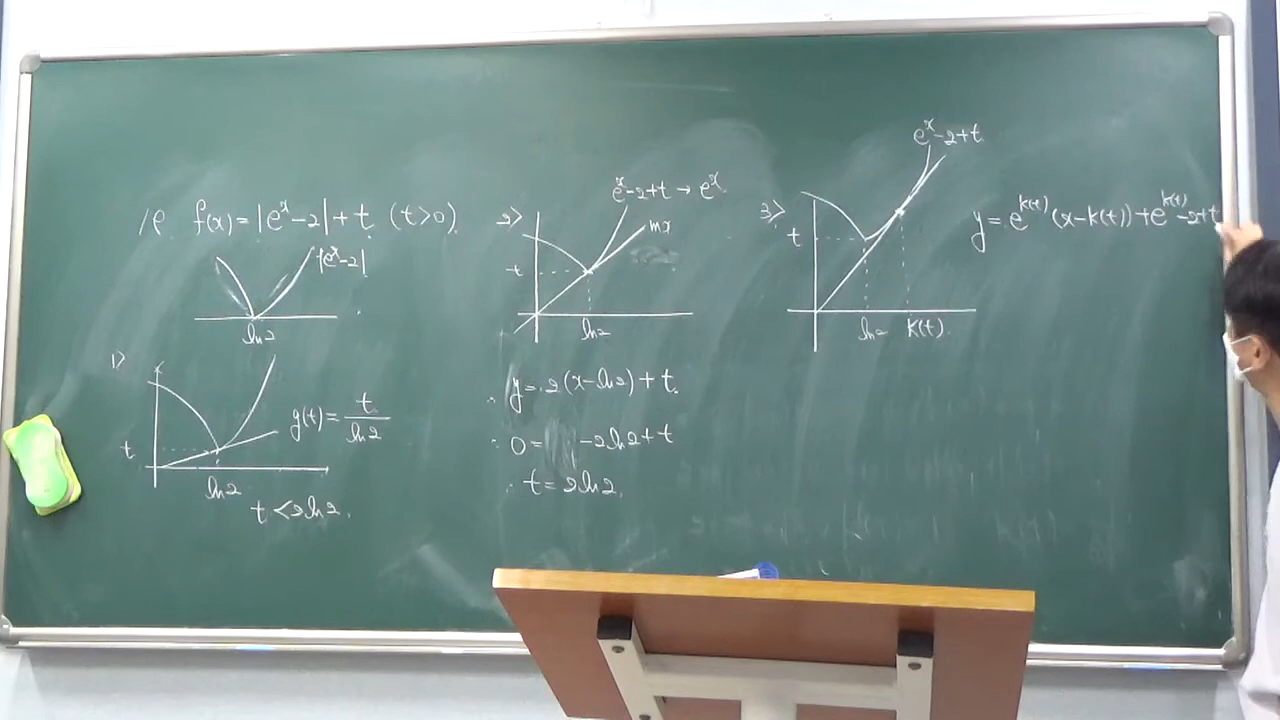 f(x) = |e^x - 2| + t (t > 0)
|e^x - 2|
ln2
1>
t
g(t) = t / ln2
ln2
t < 2ln2.
2>
e^x - 2 + t → e^x
mx
t
ln2
∴ y = 2(x - ln2) + t.
∴ 0 = -2ln2 + t
∴ t = 2ln2.
3>
e^x - 2 + t
t
ln2 k(t).
y = e^{k(t)} (x - k(t)) + e^{k(t)} - 2 + t